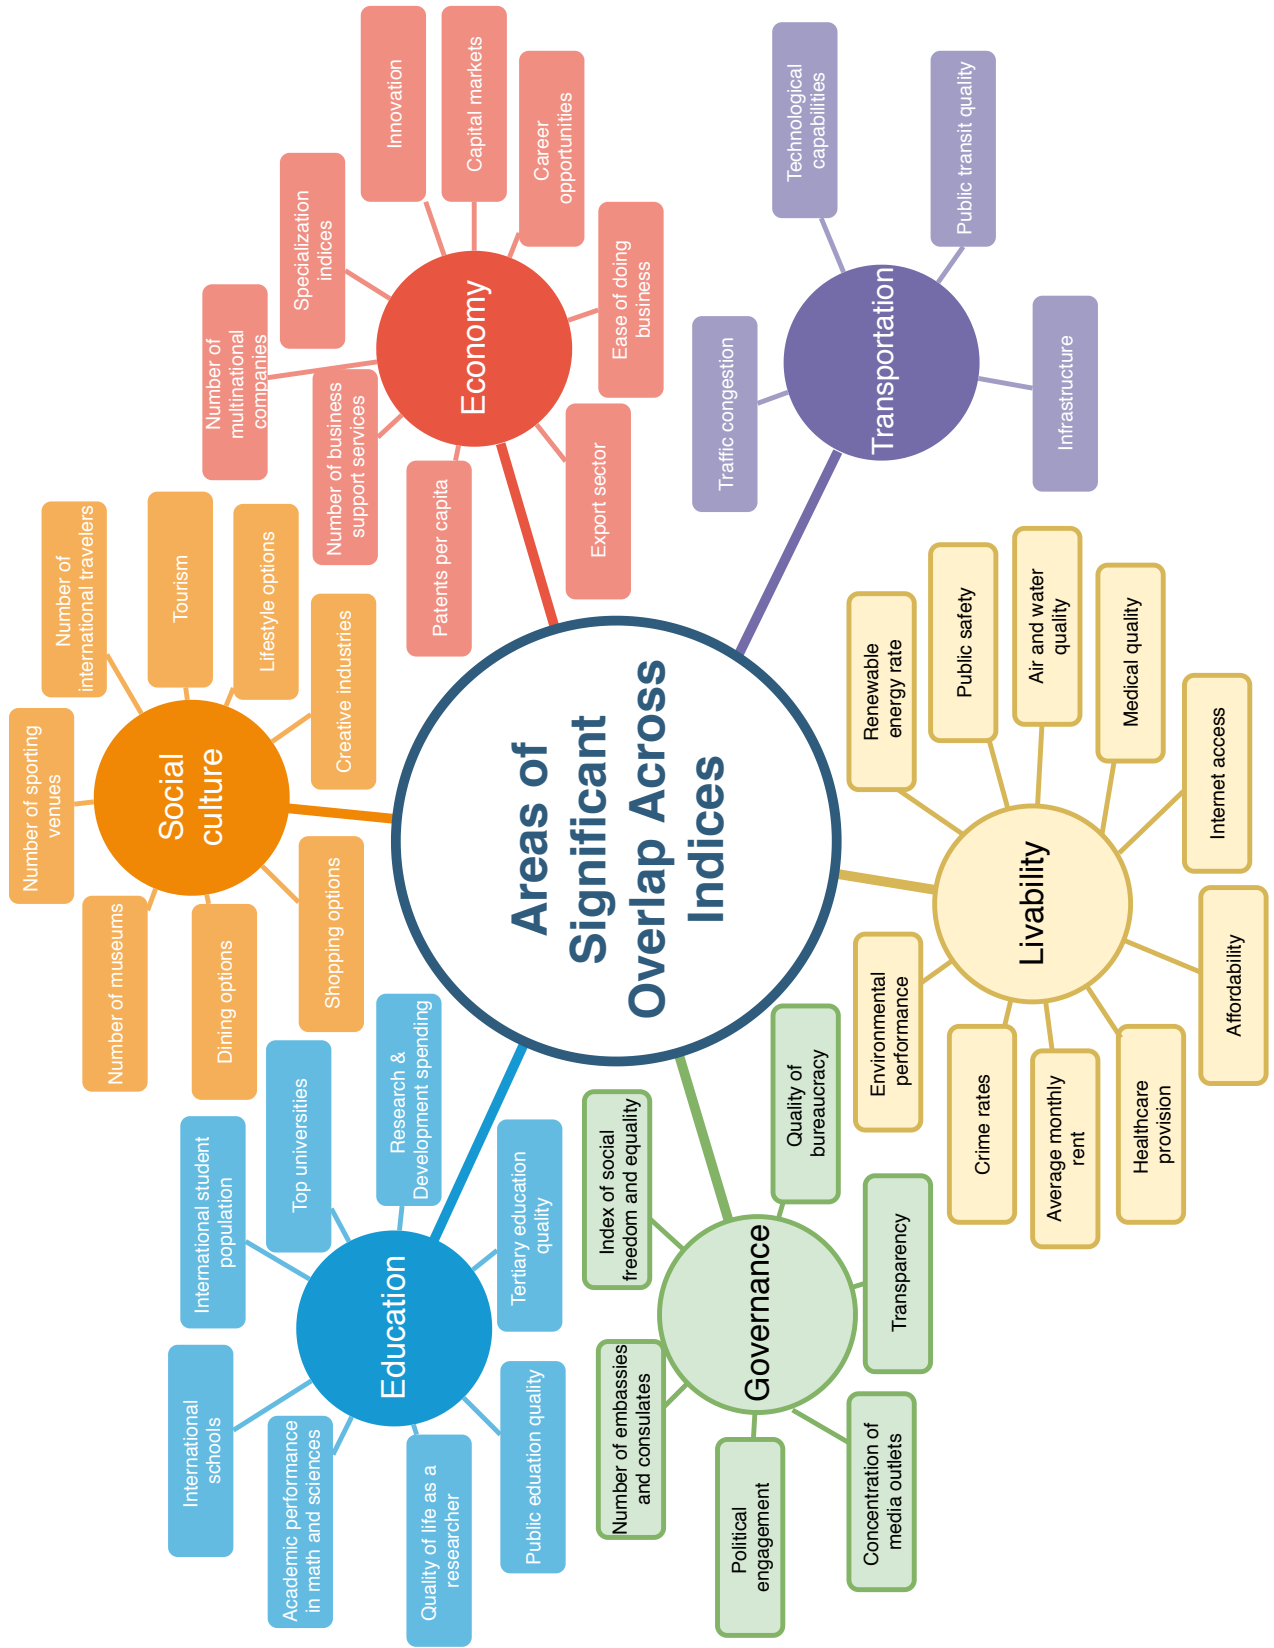 Areas of
Significant
Overlap Across
Indices
Education
International
schools
International student
population
Top universities
Research &
Development spending
Tertiary education
quality
Public eduation quality
Quality of life as a
researcher
Academic performance
in math and sciences
Social
culture
Number of museums
Number of sporting
venues
Number of
international travelers
Tourism
Lifestyle options
Creative industries
Shopping options
Dining options
Economy
Number of
multinational
companies
Specialization
indices
Innovation
Capital markets
Career
opportunities
Ease of doing
business
Export sector
Patents per capita
Number of business
support services
Transportation
Traffic congestion
Technological
capabilities
Public transit quality
Infrastructure
Livability
Environmental
performance
Renewable
energy rate
Public safety
Air and water
quality
Medical quality
Internet access
Affordability
Healthcare
provision
Average monthly
rent
Crime rates
Governance
Number of embassies
and consulates
Index of social
freedom and equality
Quality of
bureaucracy
Transparency
Concentration of
media outlets
Political
engagement